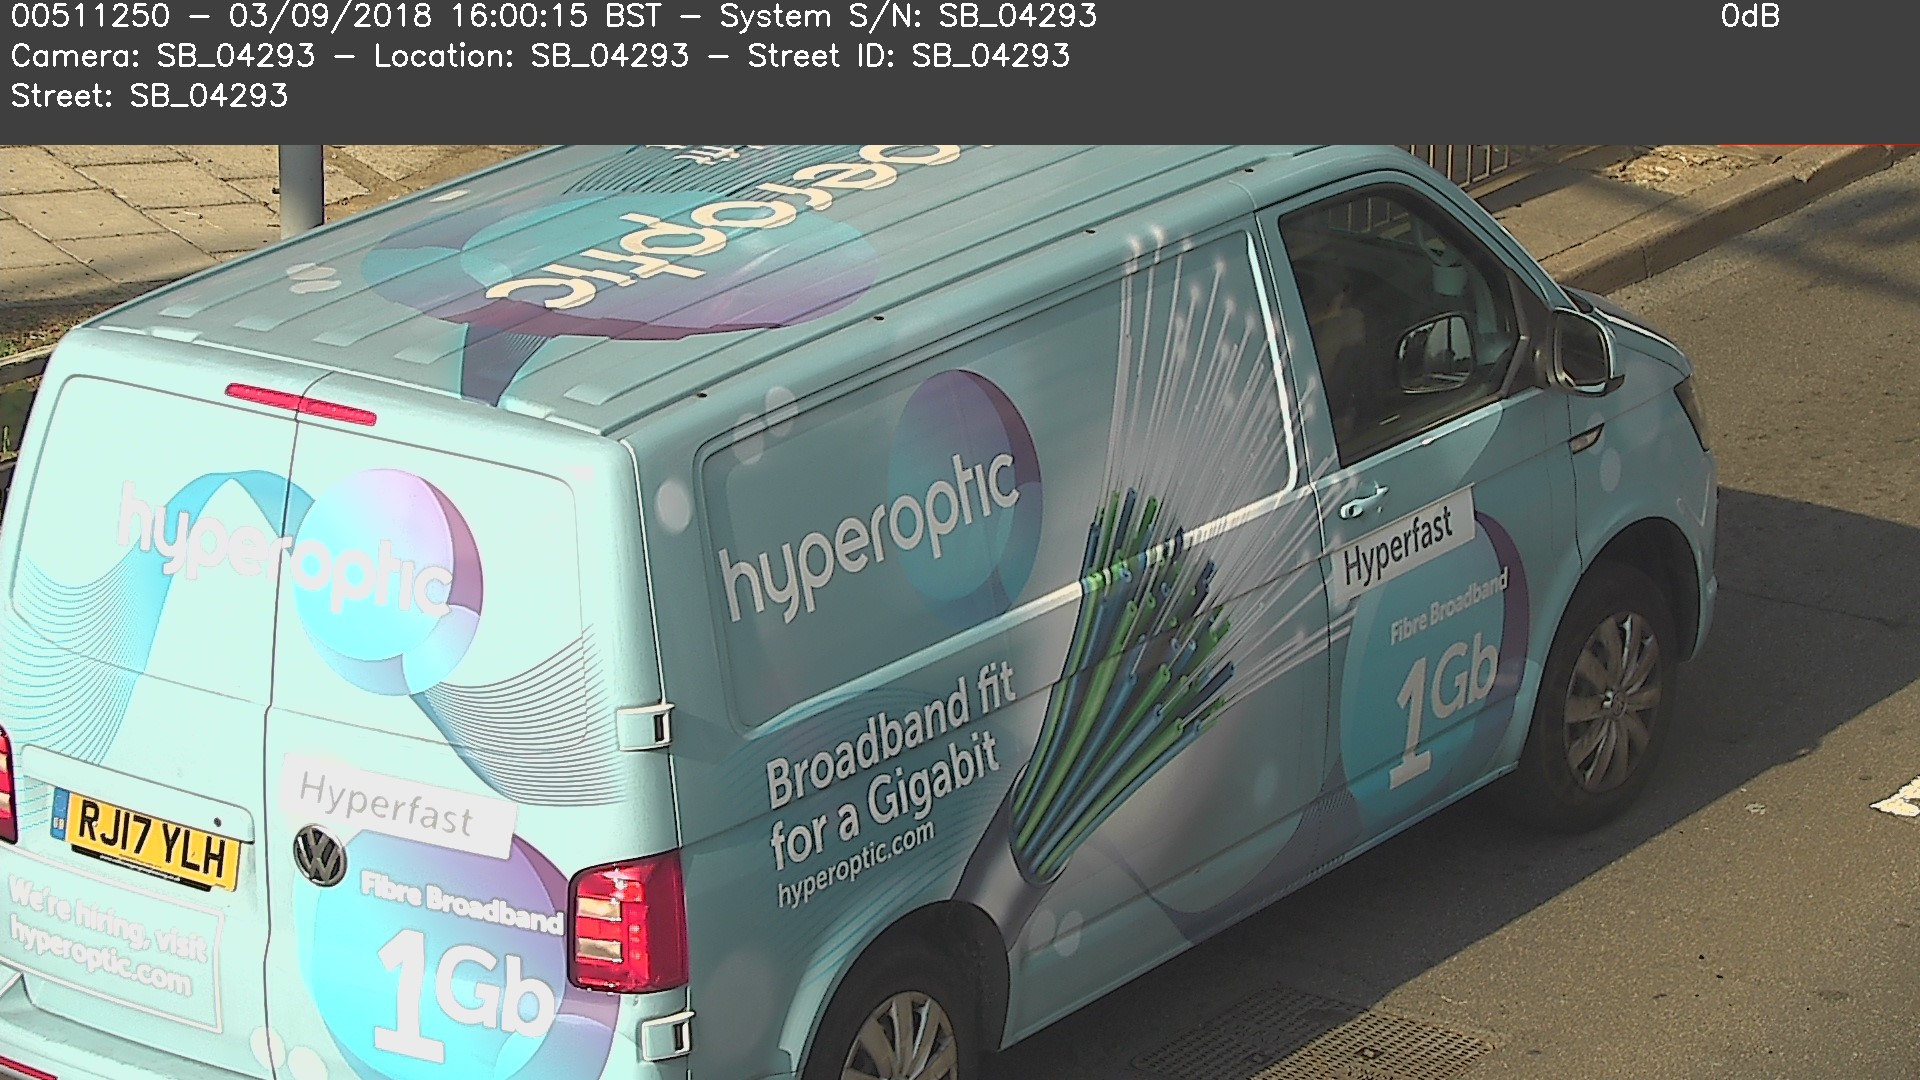 00511250 - 03/09/2018 16:00:15 BST - System S/N: SB_04293
0dB
Camera: SB_04293 - Location: SB_04293 - Street ID: SB_04293
Street: SB_04293
eroptic
hyperoptic
hyperoptic
Broadband fit
for a Gigabit
hyperoptic.com
Hyperfast
Fibre Broadband
1Gb
Hyperfast
Fibre Broadband
1Gb
RJ17 YLH
GB
We're hiring, visit
hyperoptic.com